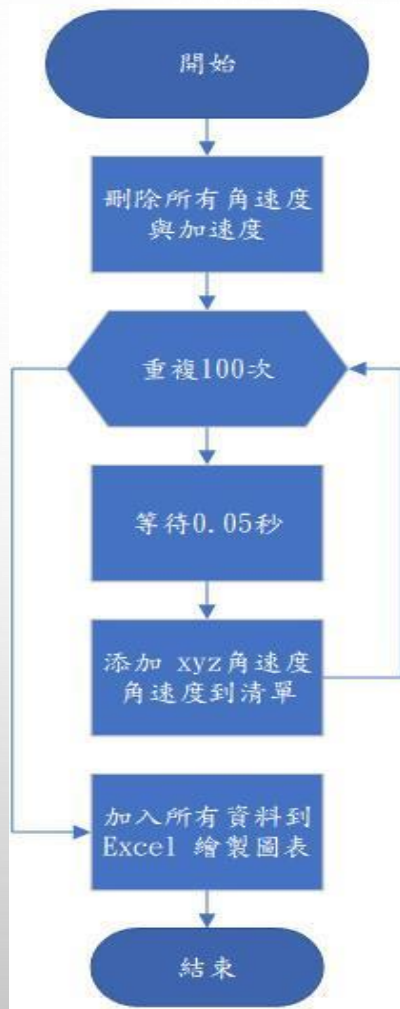 開始
刪除所有角速度
與加速度
重複100次
等待0.05秒
添加 xyz角速度
角速度到清單
加入所有資料到
Excel 繪製圖表
結束